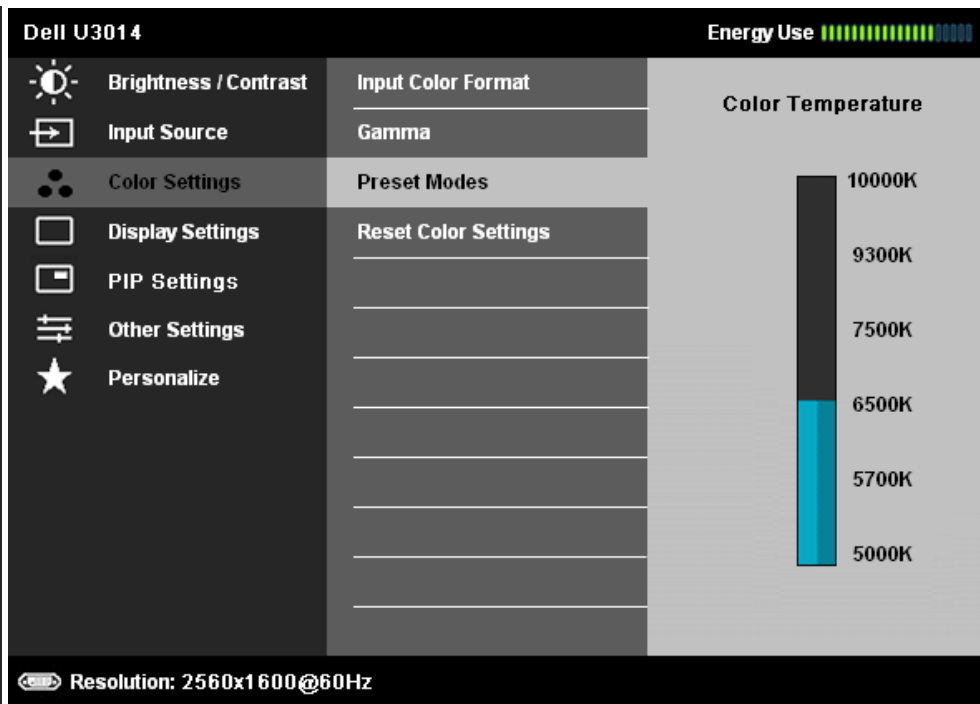 Dell U3014
Energy Use
Brightness / Contrast
Input Source
Color Settings
Display Settings
PIP Settings
Other Settings
Personalize
Input Color Format
Gamma
Preset Modes
Reset Color Settings
Color Temperature
10000K
9300K
7500K
6500K
5700K
5000K
Resolution: 2560x1600@60Hz